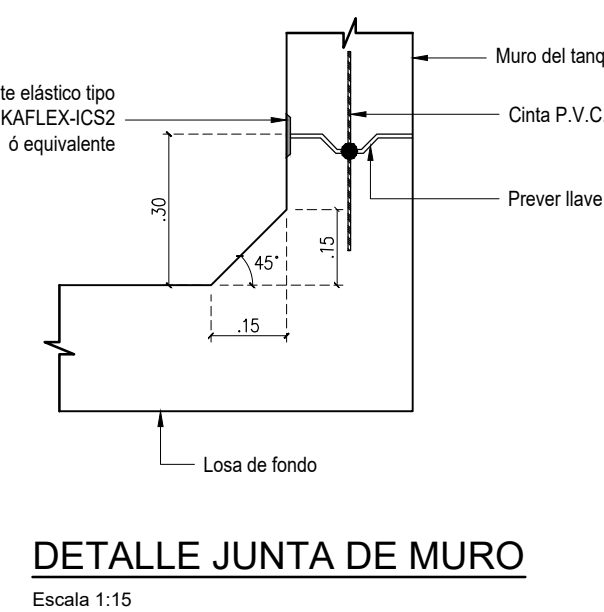 Muro del tanq
te elástico tipo
KAFLEX-ICS2
ó equivalente
Cinta P.V.C.
Prever llave
.30
.15
45°
.15
Losa de fondo
DETALLE JUNTA DE MURO
Escala 1:15